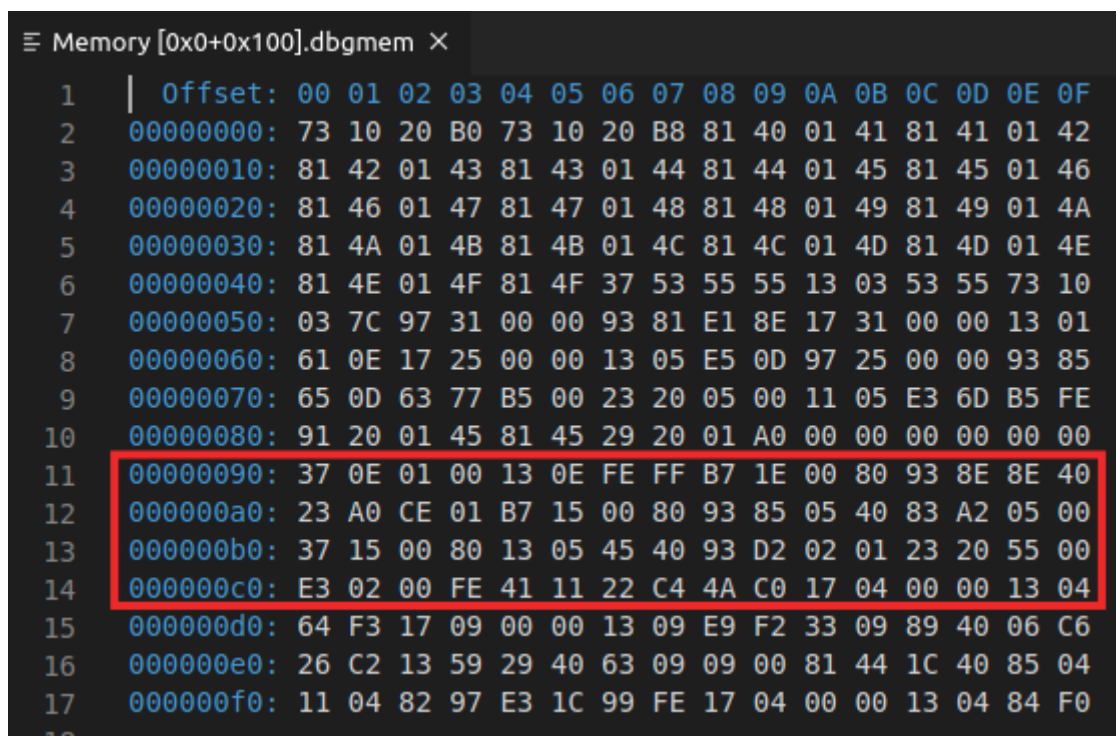 Memory [0x0+0x100].dbgmem ×
1 Offset: 00 01 02 03 04 05 06 07 08 09 0A 0B 0C 0D 0E 0F
2 00000000: 73 10 20 B0 73 10 20 B8 81 40 01 41 81 41 01 42
3 00000010: 81 42 01 43 81 43 01 44 81 44 01 45 81 45 01 46
4 00000020: 81 46 01 47 81 47 01 48 81 48 01 49 81 49 01 4A
5 00000030: 81 4A 01 4B 81 4B 01 4C 81 4C 01 4D 81 4D 01 4E
6 00000040: 81 4E 01 4F 81 4F 37 53 55 55 13 03 53 55 73 10
7 00000050: 03 7C 97 31 00 00 93 81 E1 8E 17 31 00 00 13 01
8 00000060: 61 0E 17 25 00 00 13 05 E5 0D 97 25 00 00 93 85
9 00000070: 65 0D 63 77 B5 00 23 20 05 00 11 05 E3 6D B5 FE
10 00000080: 91 20 01 45 81 45 29 20 01 A0 00 00 00 00 00 00
11 00000090: 37 0E 01 00 13 0E FE FF B7 1E 00 80 93 8E 8E 40
12 000000a0: 23 A0 CE 01 B7 15 00 80 93 85 05 40 83 A2 05 00
13 000000b0: 37 15 00 80 13 05 45 40 93 D2 02 01 23 20 55 00
14 000000c0: E3 02 00 FE 41 11 22 C4 4A C0 17 04 00 00 13 04
15 000000d0: 64 F3 17 09 00 00 13 09 E9 F2 33 09 89 40 06 C6
16 000000e0: 26 C2 13 59 29 40 63 09 09 00 81 44 1C 40 85 04
17 000000f0: 11 04 82 97 E3 1C 99 FE 17 04 00 00 13 04 84 F0